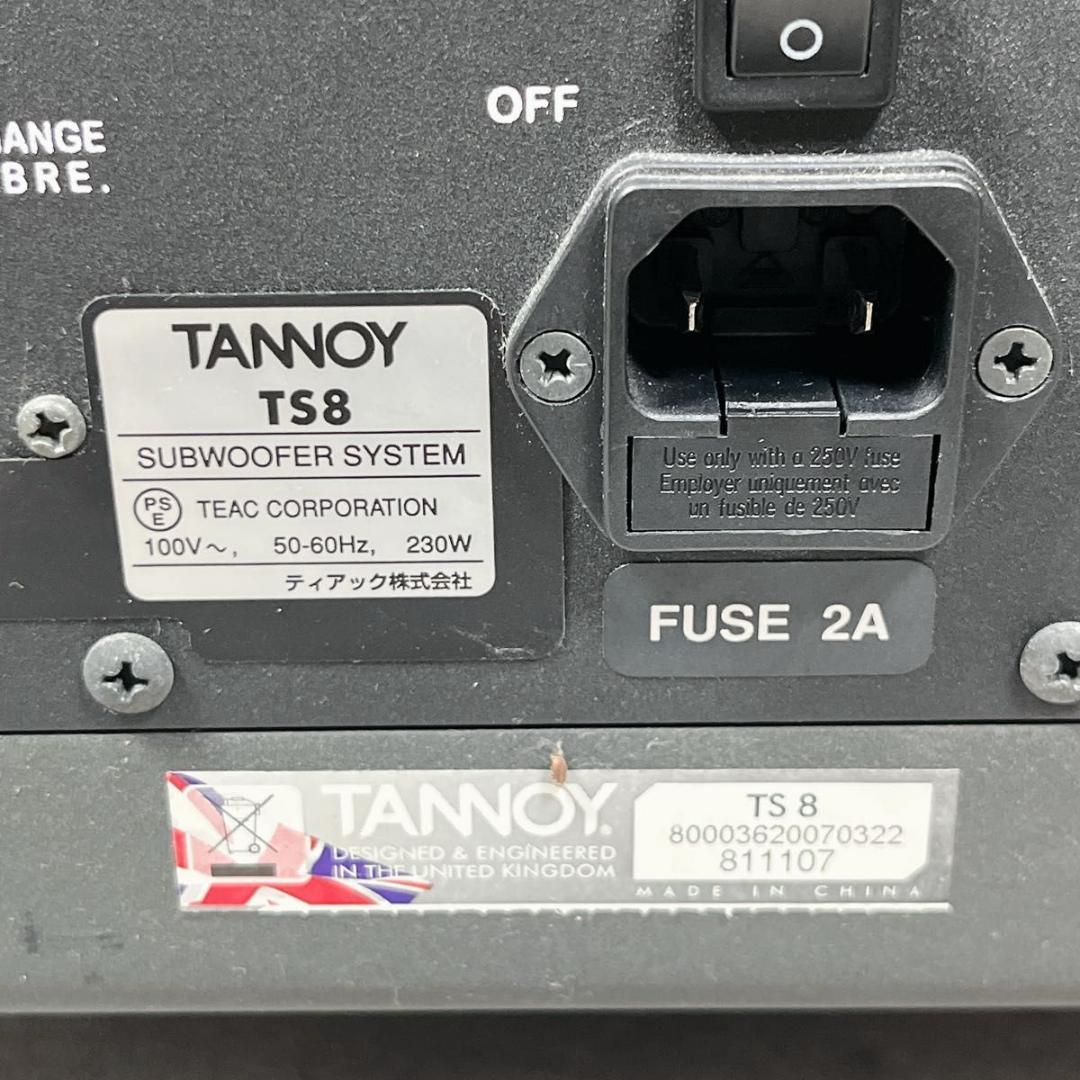 OFF
BRE.
TANNOY
TS8
SUBWOOFER SYSTEM
PS
E
TEAC CORPORATION
100V～, 50-60Hz, 230W
ティアック株式会社
Use only with a 250V fuse
Employer uniquement avec
un fusible de 250V
FUSE 2A
TANNOY.
DESIGNED & ENGINEERED
IN THE UNITED KINGDOM
TS 8
80003620070322
811107
MADE IN CHINA